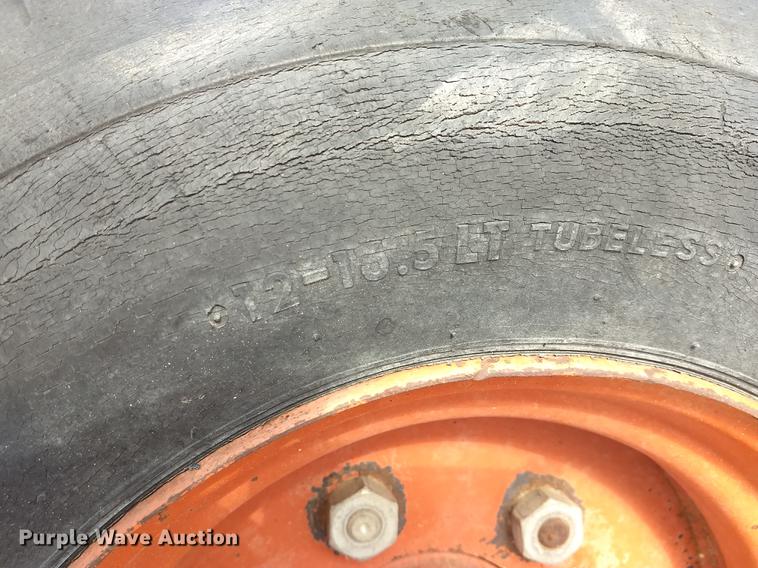 12-16.5 LT TUBELESS
Purple Wave Auction